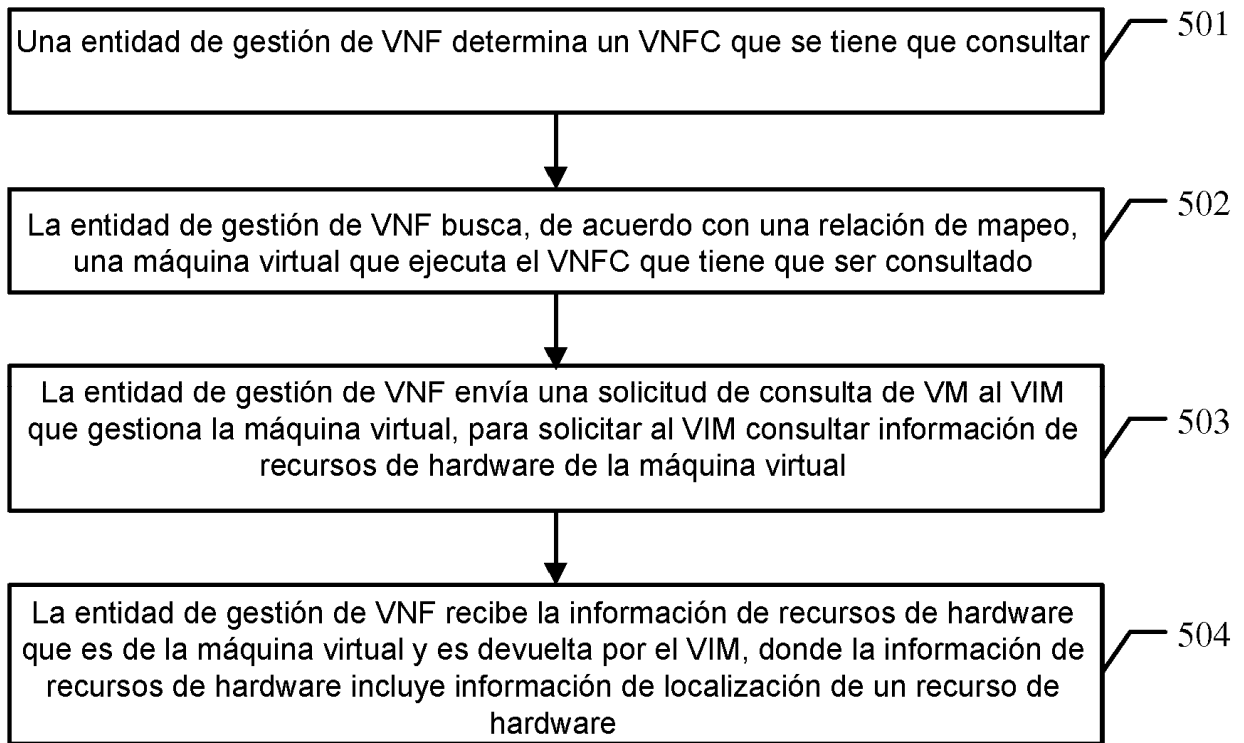 Una entidad de gestión de VNF determina un VNFC que se tiene que consultar
501
La entidad de gestión de VNF busca, de acuerdo con una relación de mapeo,
una máquina virtual que ejecuta el VNFC que tiene que ser consultado
502
La entidad de gestión de VNF envía una solicitud de consulta de VM al VIM
que gestiona la máquina virtual, para solicitar al VIM consultar información de
recursos de hardware de la máquina virtual
503
La entidad de gestión de VNF recibe la información de recursos de hardware
que es de la máquina virtual y es devuelta por el VIM, donde la información de
recursos de hardware incluye información de localización de un recurso de
hardware
504